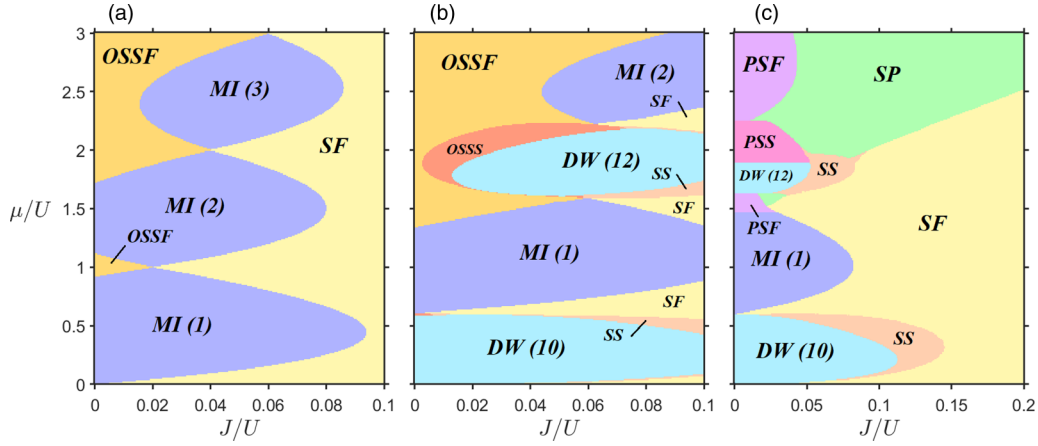 (a)
(b)
(c)
3
2.5
2
1.5
1
0.5
0
μ/U
OSSF
MI (3)
SF
MI (2)
OSSF
MI (1)
0
0.02
0.04
0.06
0.08
0.1
J/U
OSSF
MI (2)
SF
OSSS
DW (12)
SS
SF
MI (1)
SF
SS
DW (10)
0
0.02
0.04
0.06
0.08
0.1
J/U
PSF
SP
PSS
DW (12)
SS
PSF
SF
MI (1)
SS
DW (10)
0
0.05
0.1
0.15
0.2
J/U